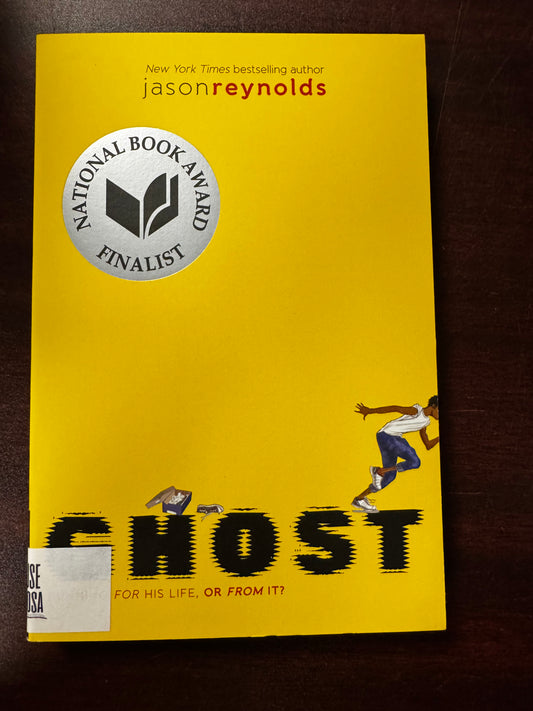 New York Times bestselling author
jasonreynolds
NATIONAL BOOK AWARD
FINALIST
GHOST
FOR HIS LIFE, OR FROM IT?